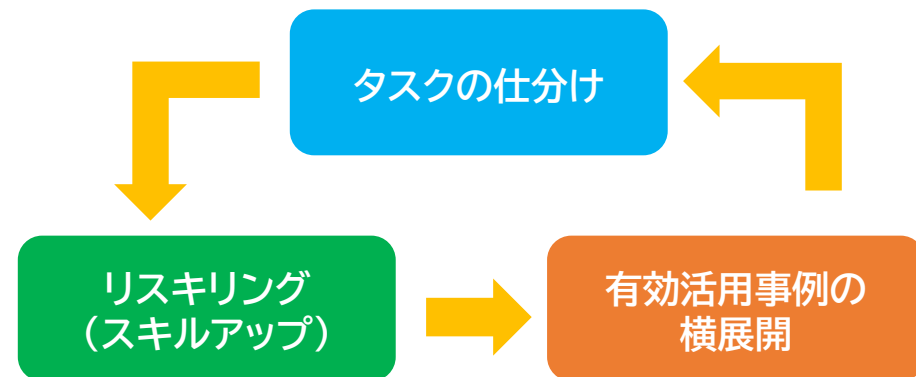 タスクの仕分け
リスキリング
（スキルアップ）
有効活用事例の
横展開